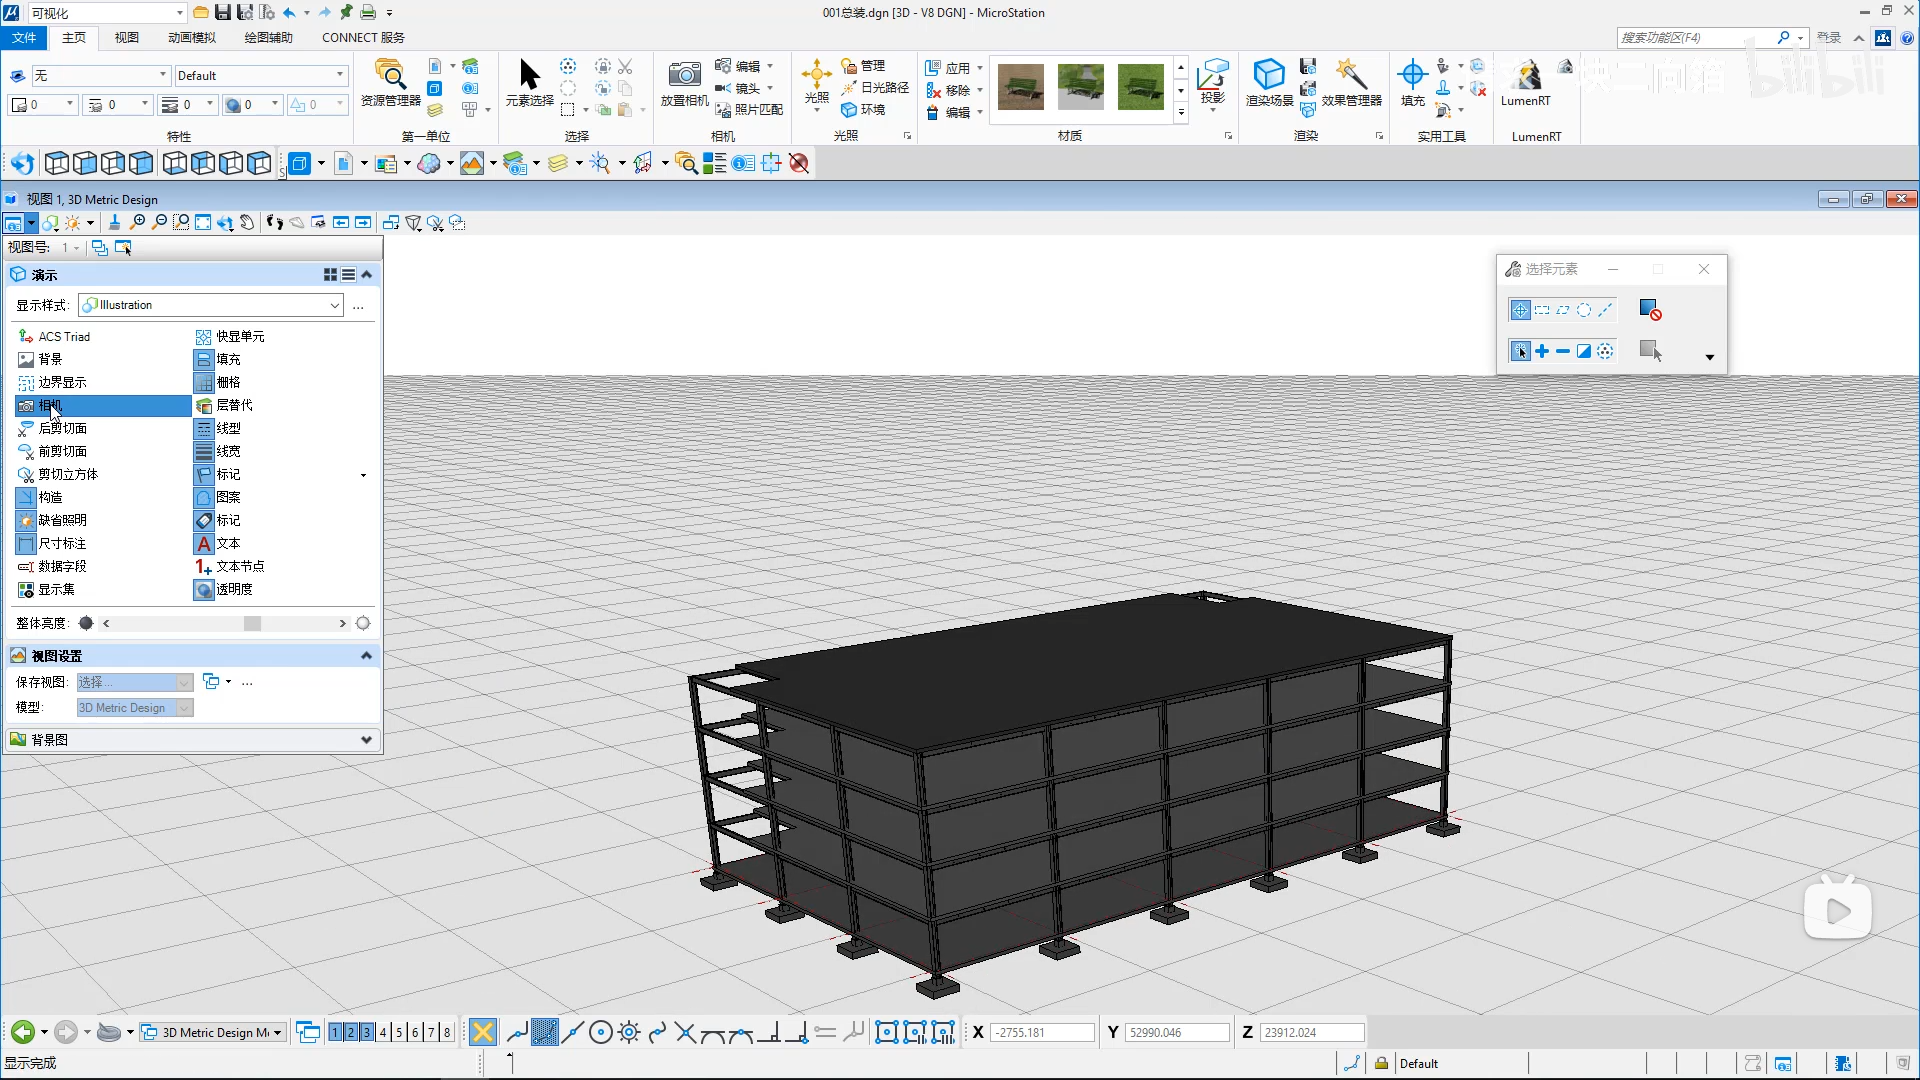 可视化
001总装.dgn [3D - V8 DGN] - MicroStation
文件 主页 视图 动画模拟 绘图辅助 CONNECT 服务
搜索功能区(F4) 登录
无 Default
0 0 0 0 0
特性
资源管理器
第一单位
元素选择
选择
放置相机 编辑 镜头 照片匹配
相机
光照 管理 日光路径 环境
光照
应用 移除 编辑
材质
投影
渲染场景 效果管理器
渲染
填充
实用工具
LumenRT
LumenRT
bilibili
视图 1, 3D Metric Design
视图号: 1
演示
显示样式: Illustration ...
ACS Triad 快显单元
背景 填充
边界显示 栅格
相机 层替代
后剪切面 线型
前剪切面 线宽
剪切立方体 标记
构造 图案
缺省照明 标记
尺寸标注 文本
数据字段 文本节点
显示集 透明度
整体亮度:
视图设置
保存视图: 选择... ...
模型: 3D Metric Design
背景图
选择元素
3D Metric Design M 1 2 3 4 5 6 7 8 X -2755.181 Y 52990.046 Z 23912.024
显示完成 Default